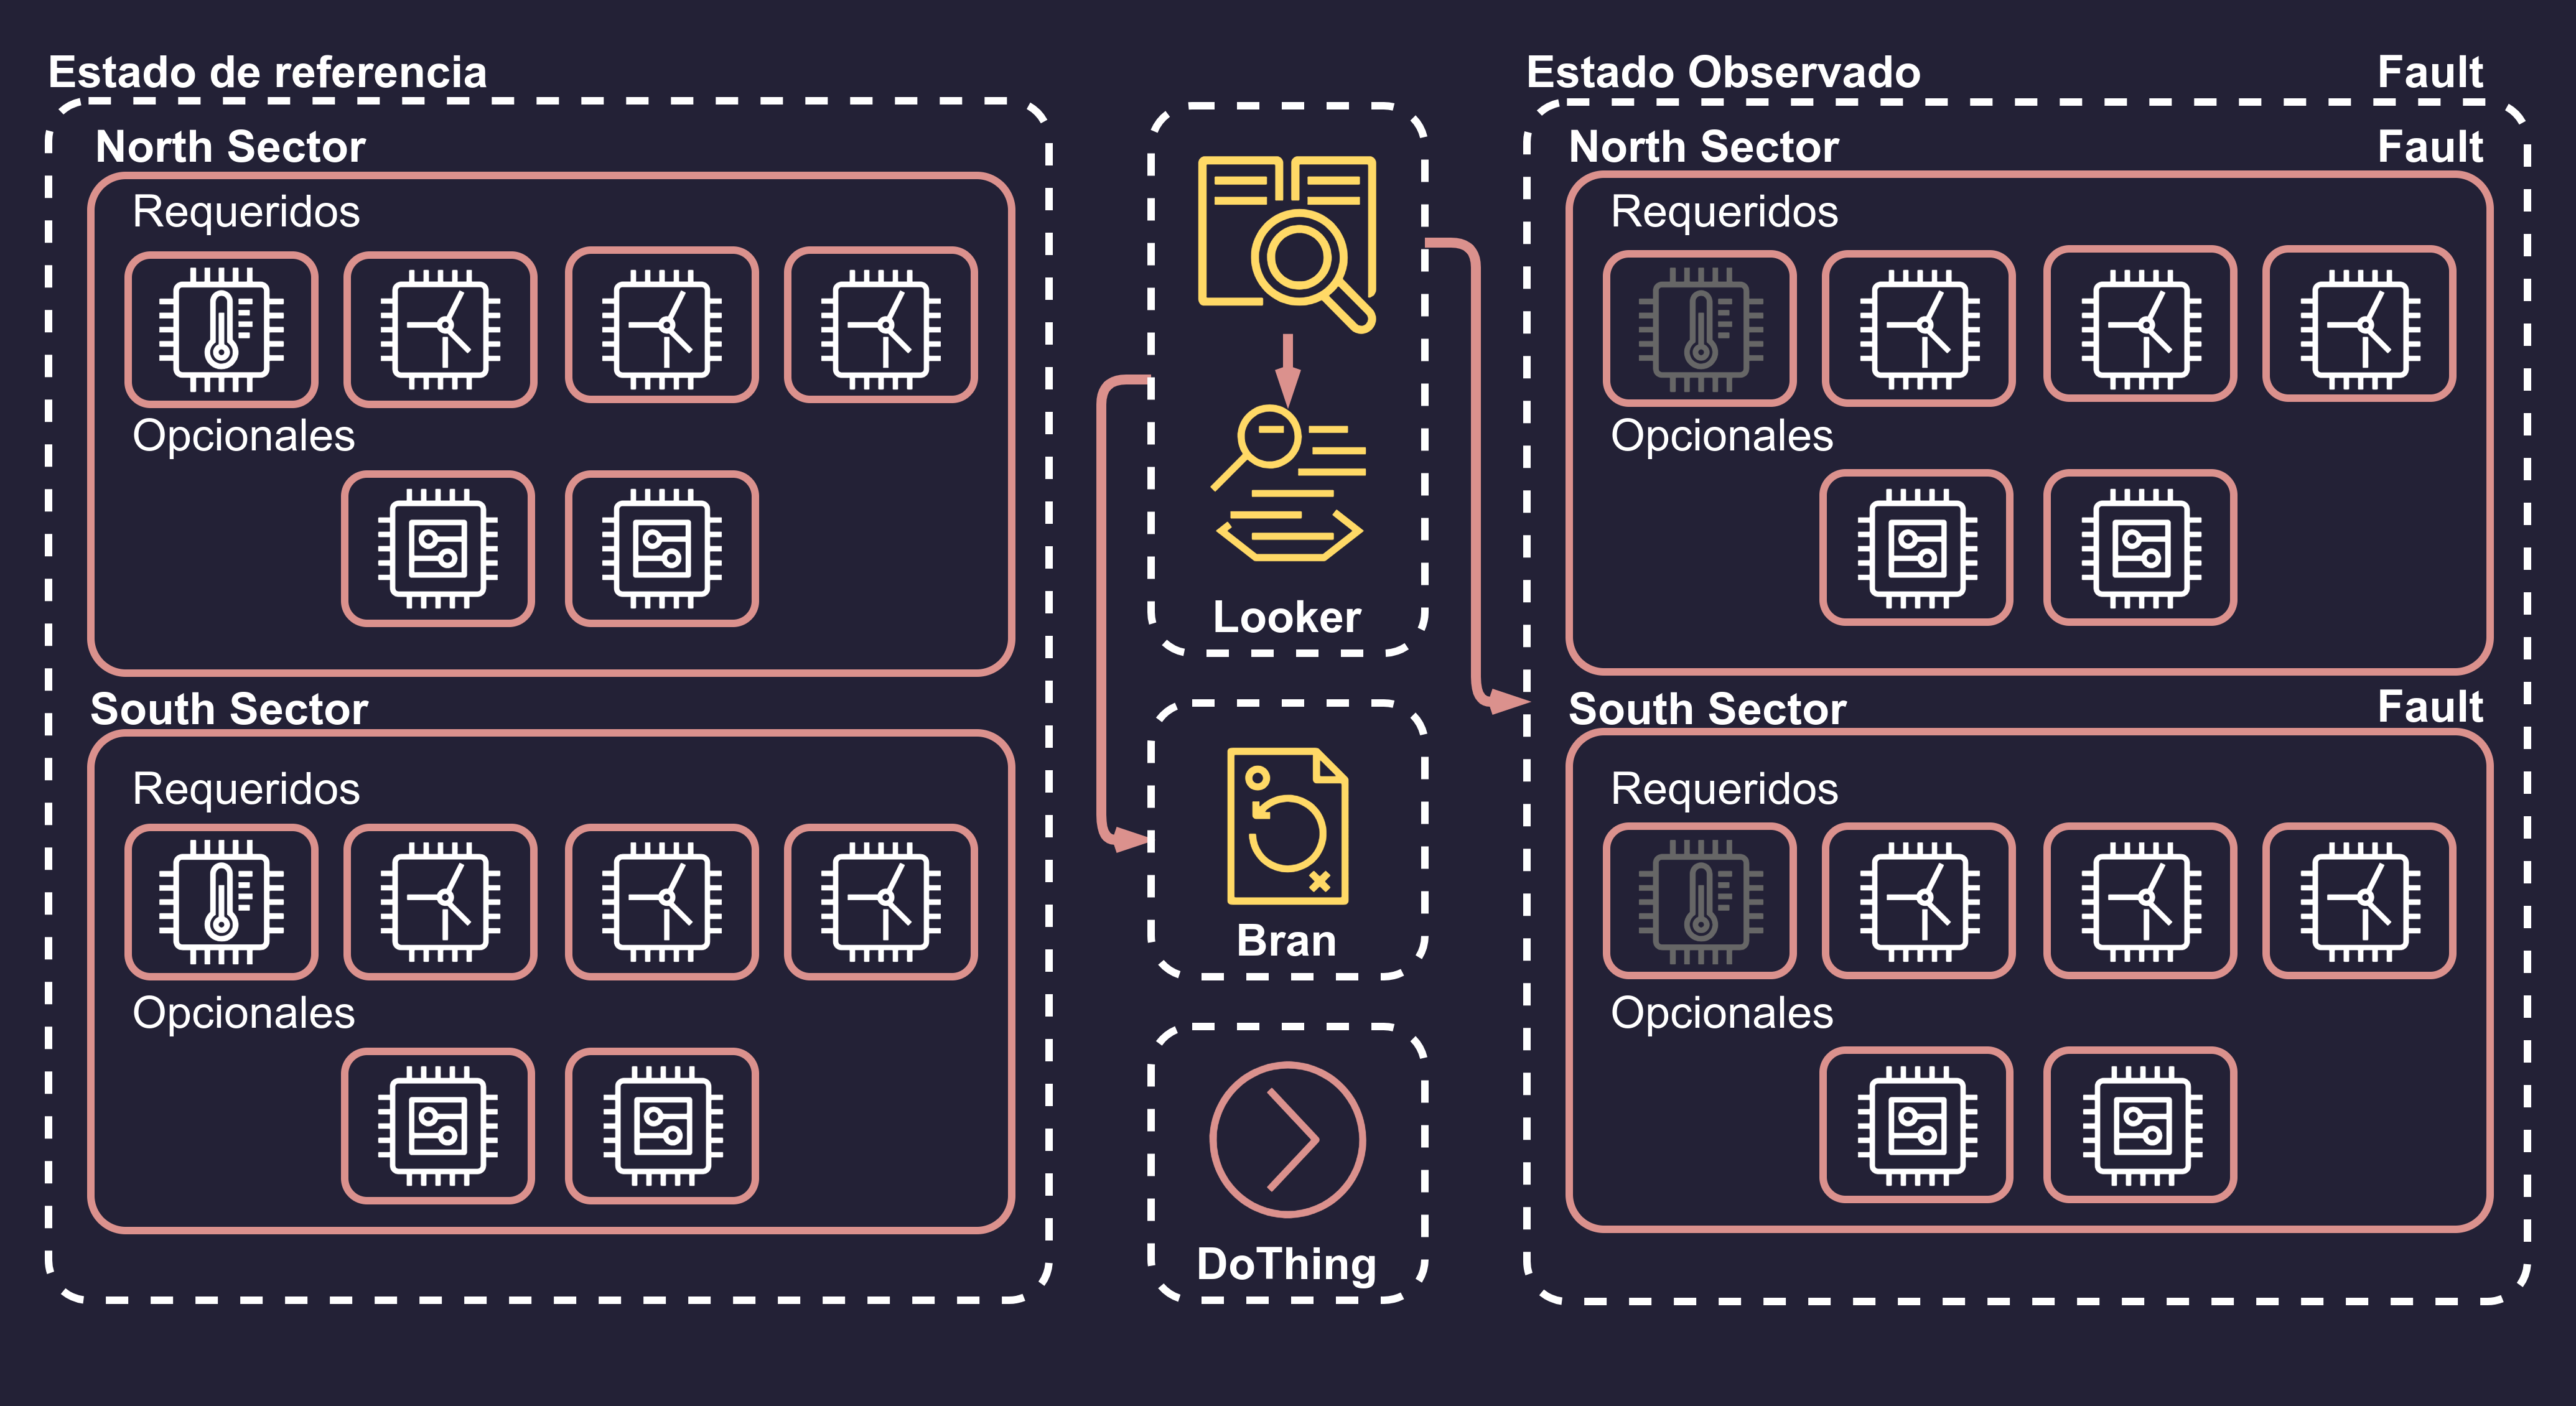 Estado de referencia
North Sector
Requeridos
Opcionales
South Sector
Requeridos
Opcionales
Looker
Bran
DoThing
Estado Observado
Fault
North Sector
Fault
Requeridos
Opcionales
South Sector
Fault
Requeridos
Opcionales